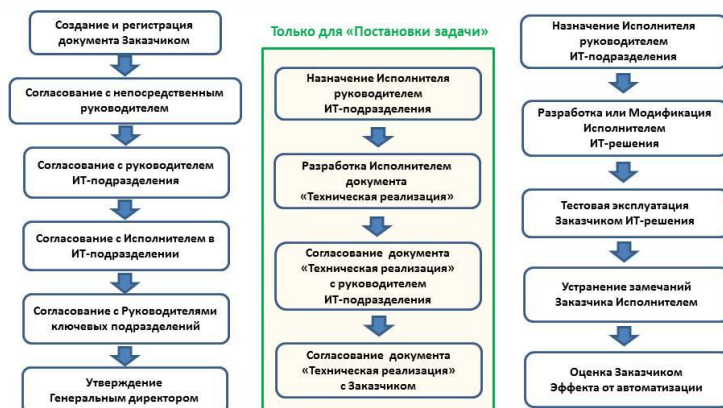 Создание и регистрация
документа Заказчиком
Согласование с непосредственным
руководителем
Согласование с руководителем
ИТ-подразделения
Согласование с Исполнителем в
ИТ-подразделении
Согласование с Руководителями
ключевых подразделений
Утверждение
Генеральным директором
Только для «Постановки задачи»
Назначение Исполнителя
руководителем
ИТ-подразделения
Разработка Исполнителем
документа
«Техническая реализация»
Согласование документа
«Техническая реализация»
с руководителем
ИТ-подразделения
Согласование документа
«Техническая реализация»
с Заказчиком
Назначение Исполнителя
руководителем
ИТ-подразделения
Разработка или Модификация
Исполнителем
ИТ-решения
Тестовая эксплуатация
Заказчиком ИТ-решения
Устранение замечаний
Заказчика Исполнителем
Оценка Заказчиком
Эффекта от автоматизации